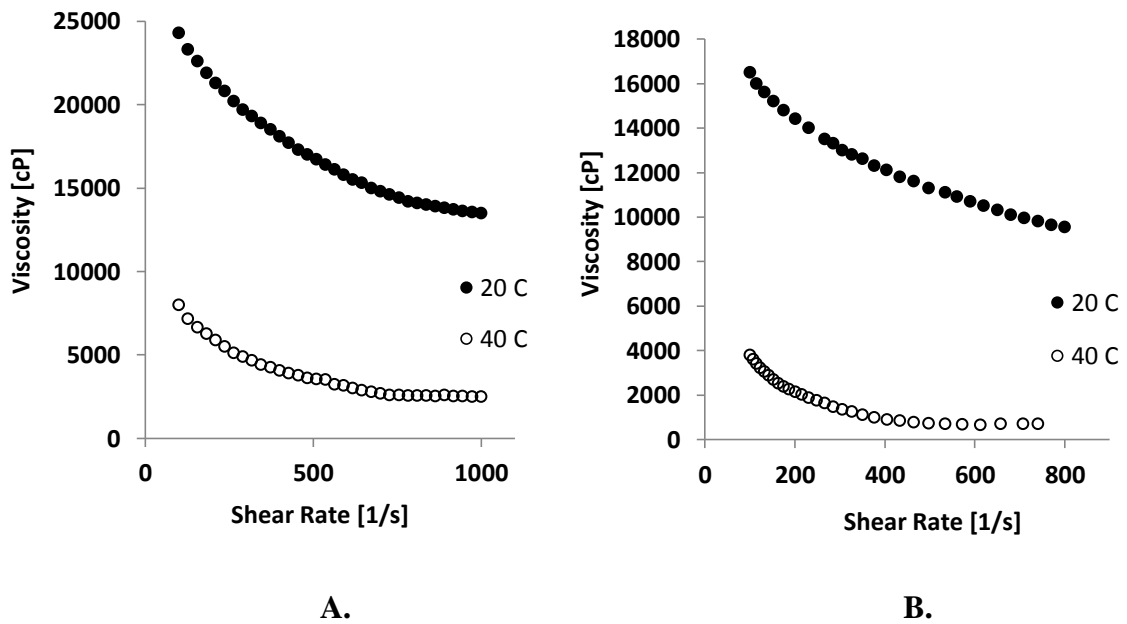 25000
20000
15000
10000
5000
0
Viscosity [cP]
0 500 1000
Shear Rate [1/s]
20 C
40 C
A.
18000
16000
14000
12000
10000
8000
6000
4000
2000
0
Viscosity [cP]
0 200 400 600 800
Shear Rate [1/s]
20 C
40 C
B.